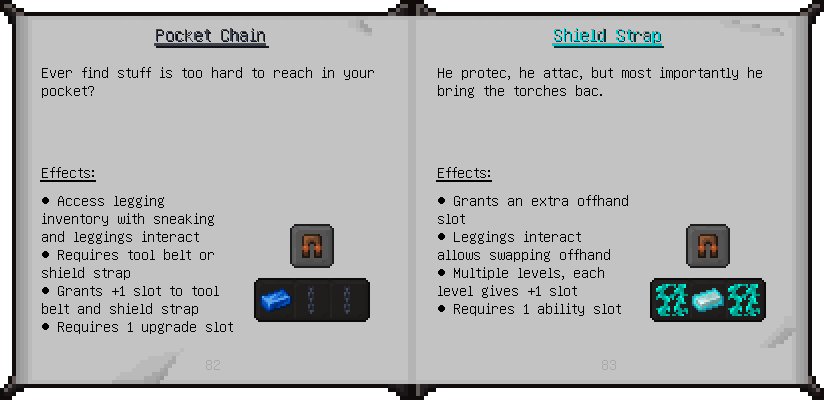 Pocket Chain
Ever find stuff is too hard to reach in your
pocket?
Effects:
• Access legging
inventory with sneaking
and leggings interact
• Requires tool belt or
shield strap
• Grants +1 slot to tool
belt and shield strap
• Requires 1 upgrade slot
82
Shield Strap
He protec, he attac, but most importantly he
bring the torches bac.
Effects:
• Grants an extra offhand
slot
• Leggings interact
allows swapping offhand
• Multiple levels, each
level gives +1 slot
• Requires 1 ability slot
83